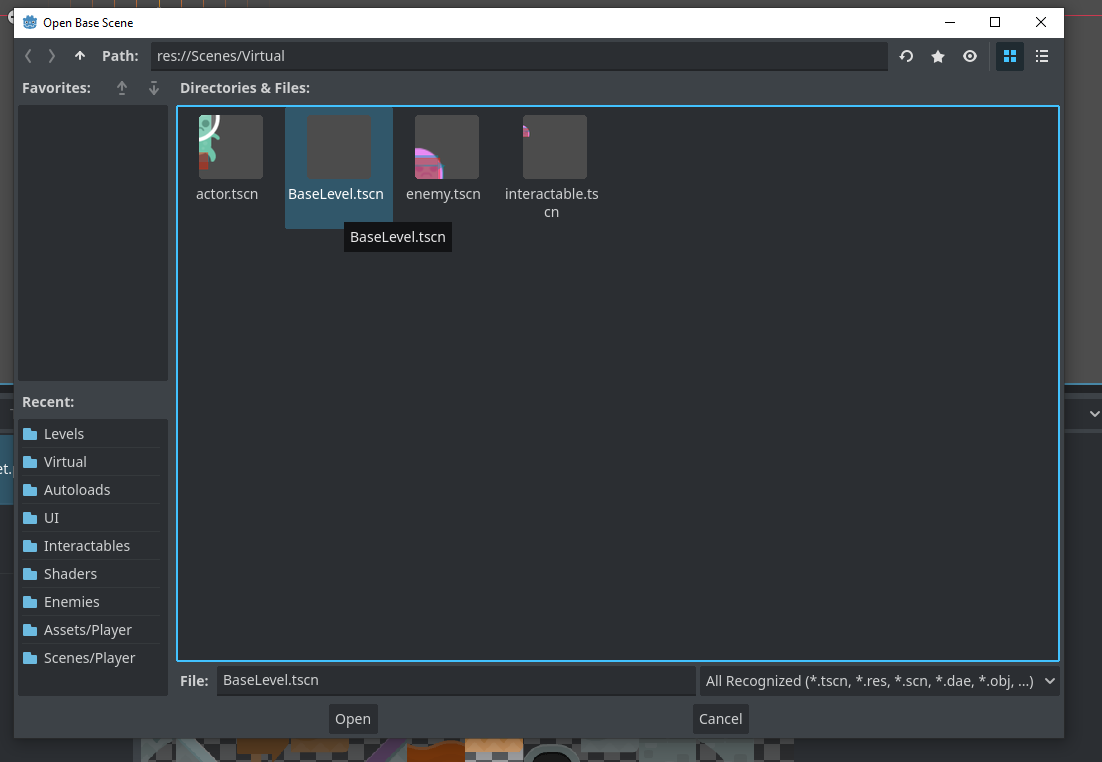 Open Base Scene
Path: res://Scenes/Virtual
Favorites:
Directories & Files:
actor.tscn
BaseLevel.tscn
enemy.tscn
interactable.ts
cn
BaseLevel.tscn
Recent:
Levels
Virtual
Autoloads
UI
Interactables
Shaders
Enemies
Assets/Player
Scenes/Player
File: BaseLevel.tscn All Recognized (*.tscn, *.res, *.scn, *.dae, *.obj, ...)
Open Cancel